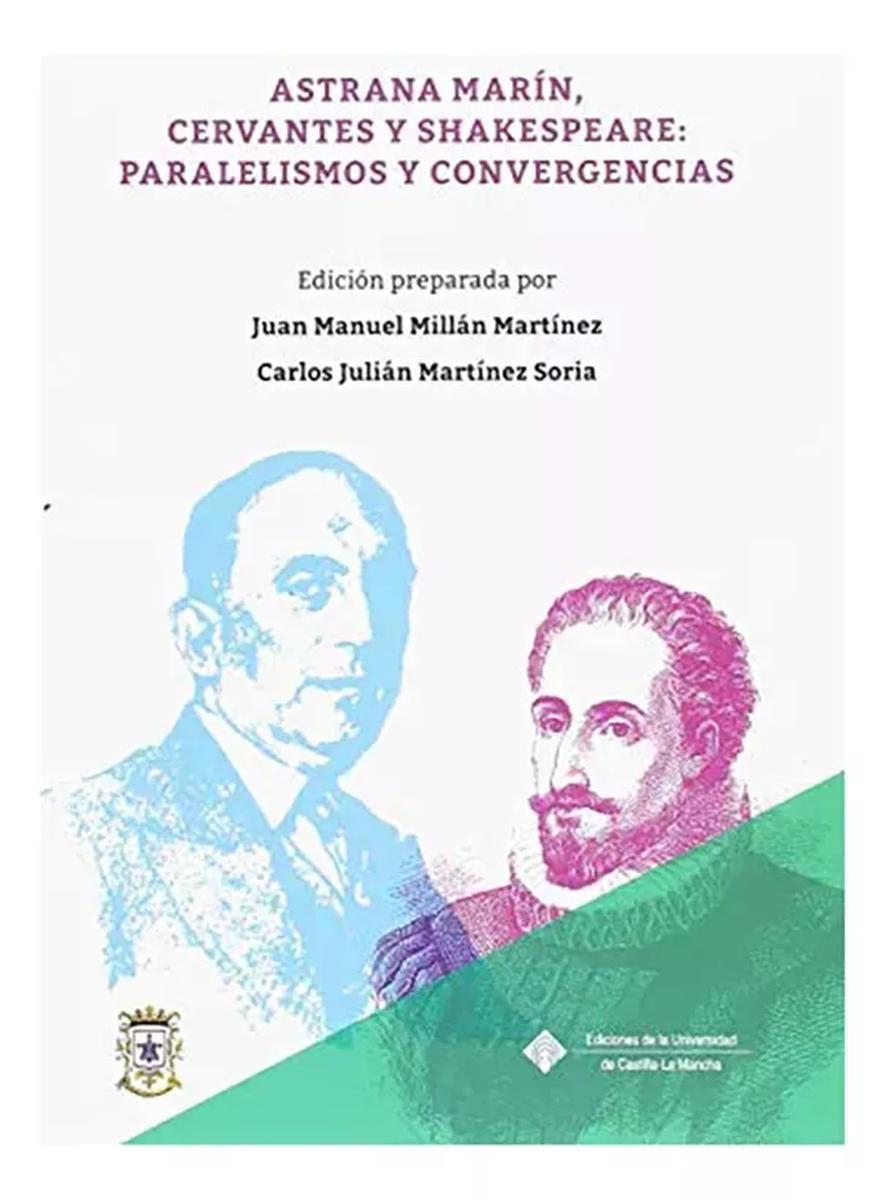 ASTRANA MARÍN,
CERVANTES Y SHAKESPEARE:
PARALELISMOS Y CONVERGENCIAS
Edición preparada por
Juan Manuel Millán Martínez
Carlos Julián Martínez Soria
Ediciones de la Universidad
de Castilla-La Mancha